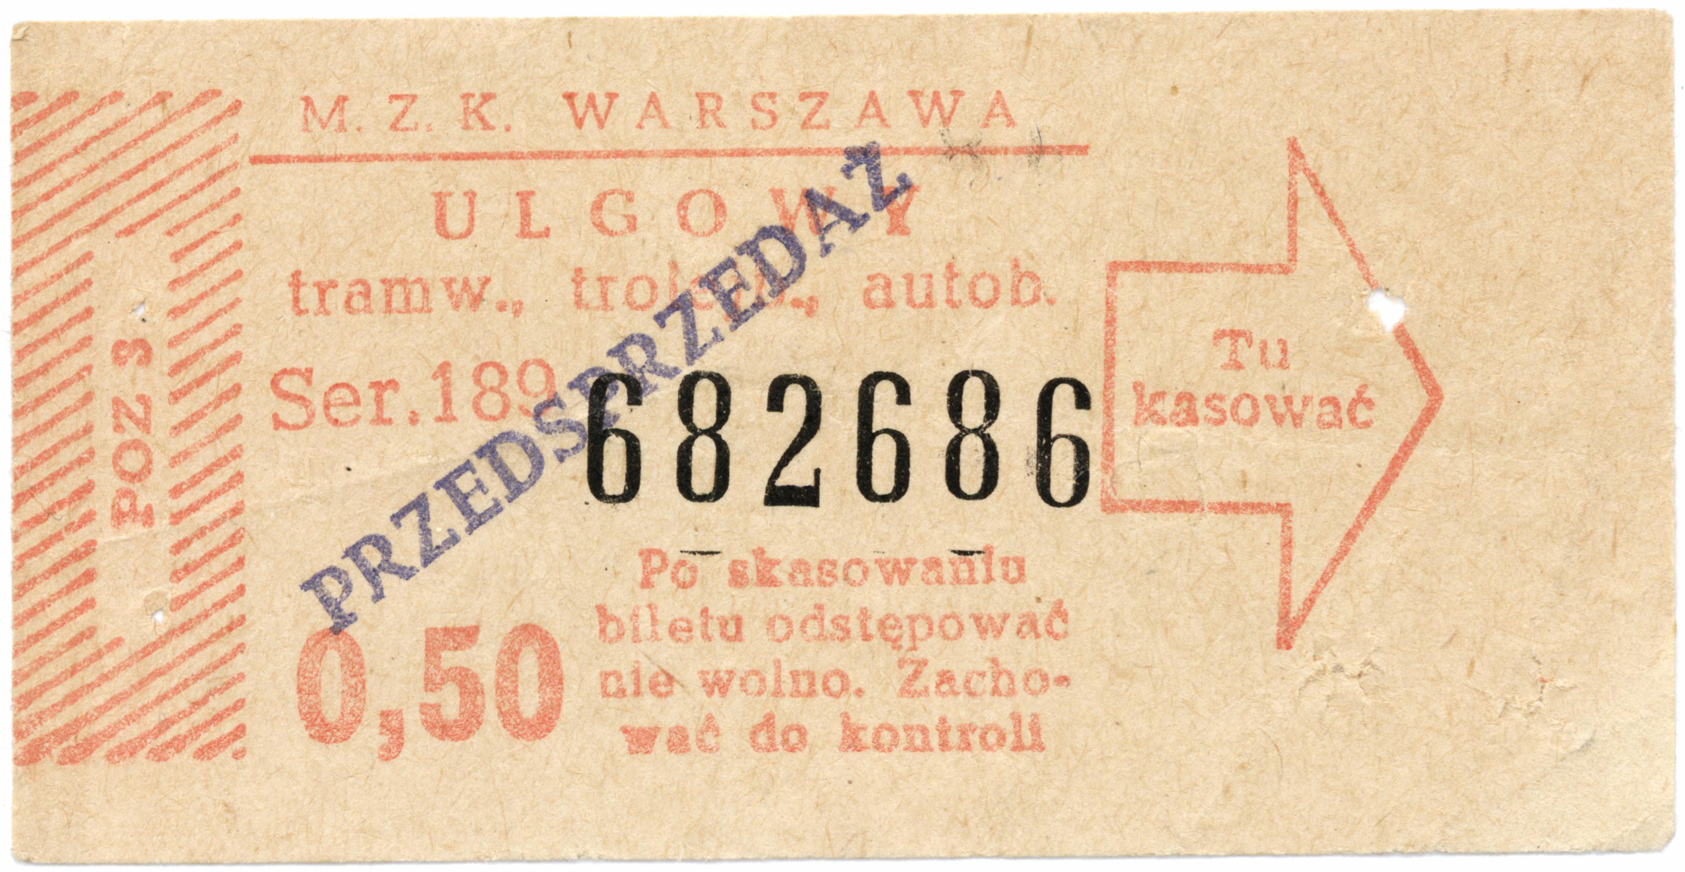 M. Z. K. WARSZAWA
ULGOWY
tramw., troleib., autob.
Ser. 189
682686
PRZEDSPRZEDAŻ
POZ 3
0,50
Po skasowaniu
biletu odstępować
nie wolno. Zacho-
wać do kontroli
Tu
kasować